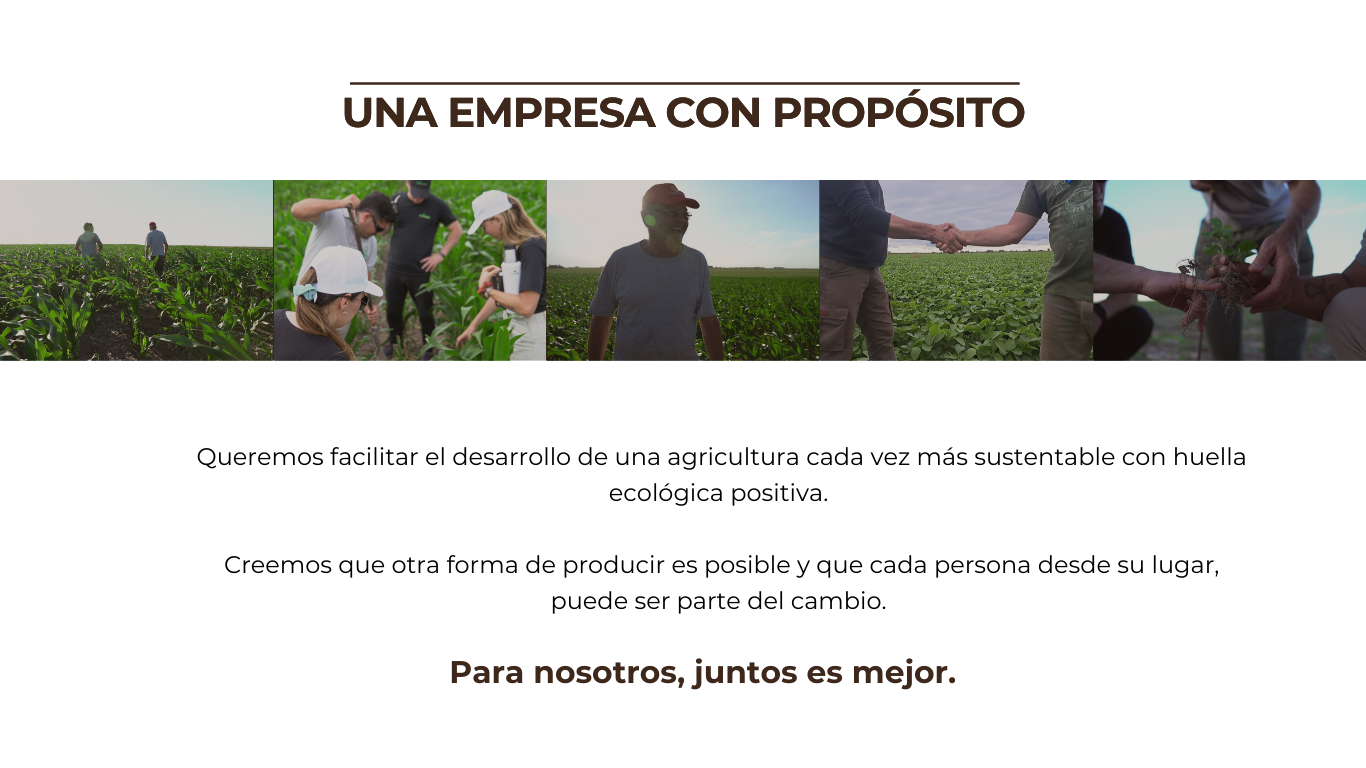 UNA EMPRESA CON PROPÓSITO
Queremos facilitar el desarrollo de una agricultura cada vez más sustentable con huella
ecológica positiva.
Creemos que otra forma de producir es posible y que cada persona desde su lugar,
puede ser parte del cambio.
Para nosotros, juntos es mejor.